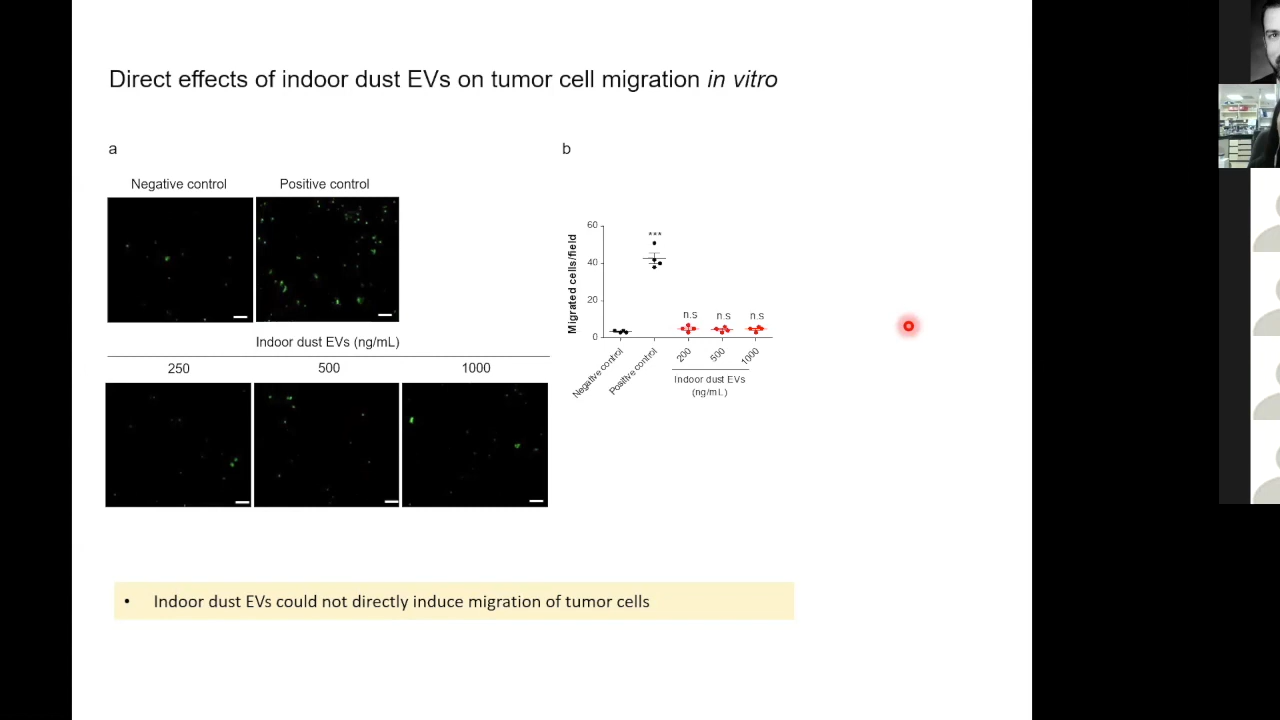 Direct effects of indoor dust EVs on tumor cell migration in vitro
a
Negative control
Positive control
Indoor dust EVs (ng/mL)
250
500
1000
b
Migrated cells/field
60
40
20
0
***
n.s
n.s
n.s
Negative control
Positive control
200
500
1000
Indoor dust EVs
(ng/mL)
• Indoor dust EVs could not directly induce migration of tumor cells